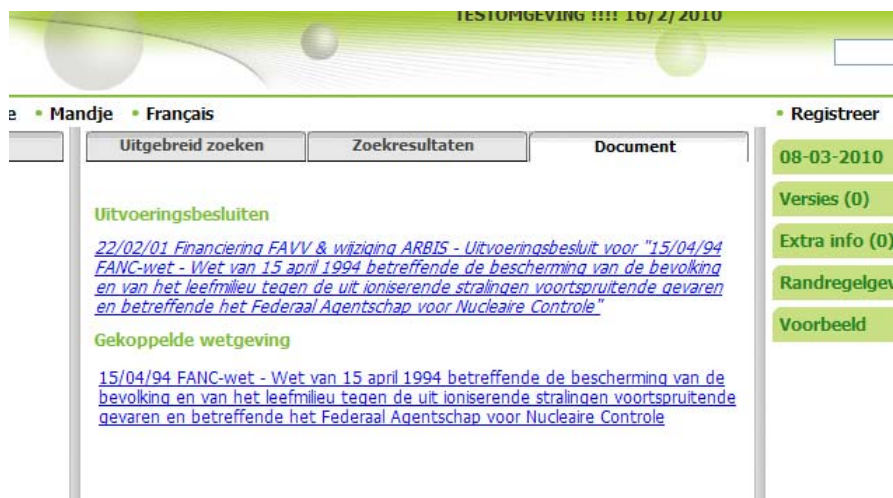 TESTOMGEVING !!!! 16/2/2010
e • Mandje • Français
• Registreer
Uitgebreid zoeken
Zoekresultaten
Document
08-03-2010
Versies (0)
Extra info (0)
Randregelgev
Voorbeeld
Uitvoeringsbesluiten
22/02/01 Financiering FAVV & wijziging ARBIS - Uitvoeringsbesluit voor "15/04/94
FANC-wet - Wet van 15 april 1994 betreffende de bescherming van de bevolking
en van het leefmilieu tegen de uit ioniserende stralingen voortspruitende gevaren
en betreffende het Federaal Agentschap voor Nucleaire Controle"
Gekoppelde wetgeving
15/04/94 FANC-wet - Wet van 15 april 1994 betreffende de bescherming van de
bevolking en van het leefmilieu tegen de uit ioniserende stralingen voortspruitende
gevaren en betreffende het Federaal Agentschap voor Nucleaire Controle